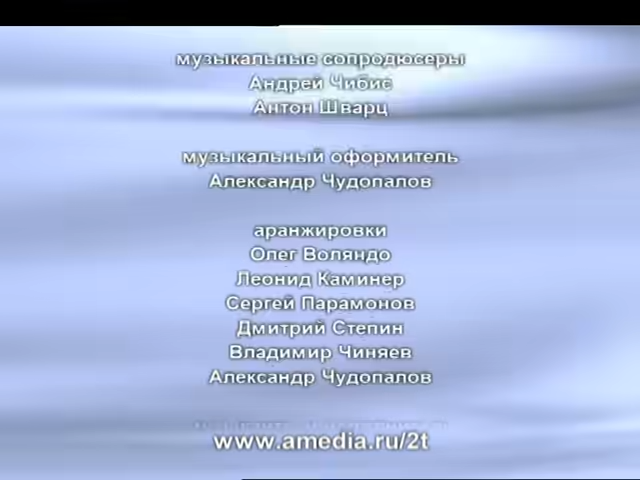 музыкальные сопродюсеры
Андрей Чибис
Антон Шварц
музыкальный оформитель
Александр Чудопалов
аранжировки
Олег Воляндо
Леонид Каминер
Сергей Парамонов
Дмитрий Степин
Владимир Чиняев
Александр Чудопалов
www.amedia.ru/2t